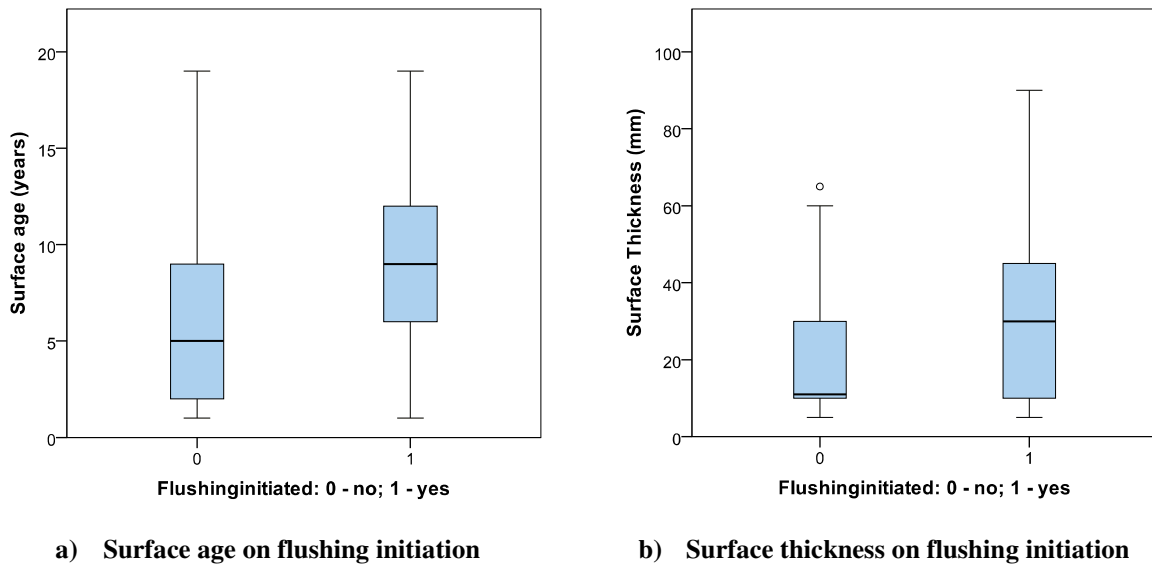 20
15
10
5
0
Surface age (years)
0
1
Flushinginitiated: 0 - no; 1 - yes
a) Surface age on flushing initiation
100
80
60
40
20
0
Surface Thickness (mm)
0
1
Flushinginitiated: 0 - no; 1 - yes
b) Surface thickness on flushing initiation